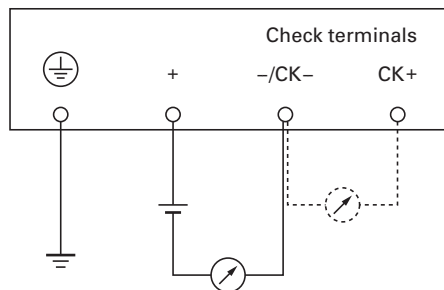 Check terminals
+ –/CK– CK+